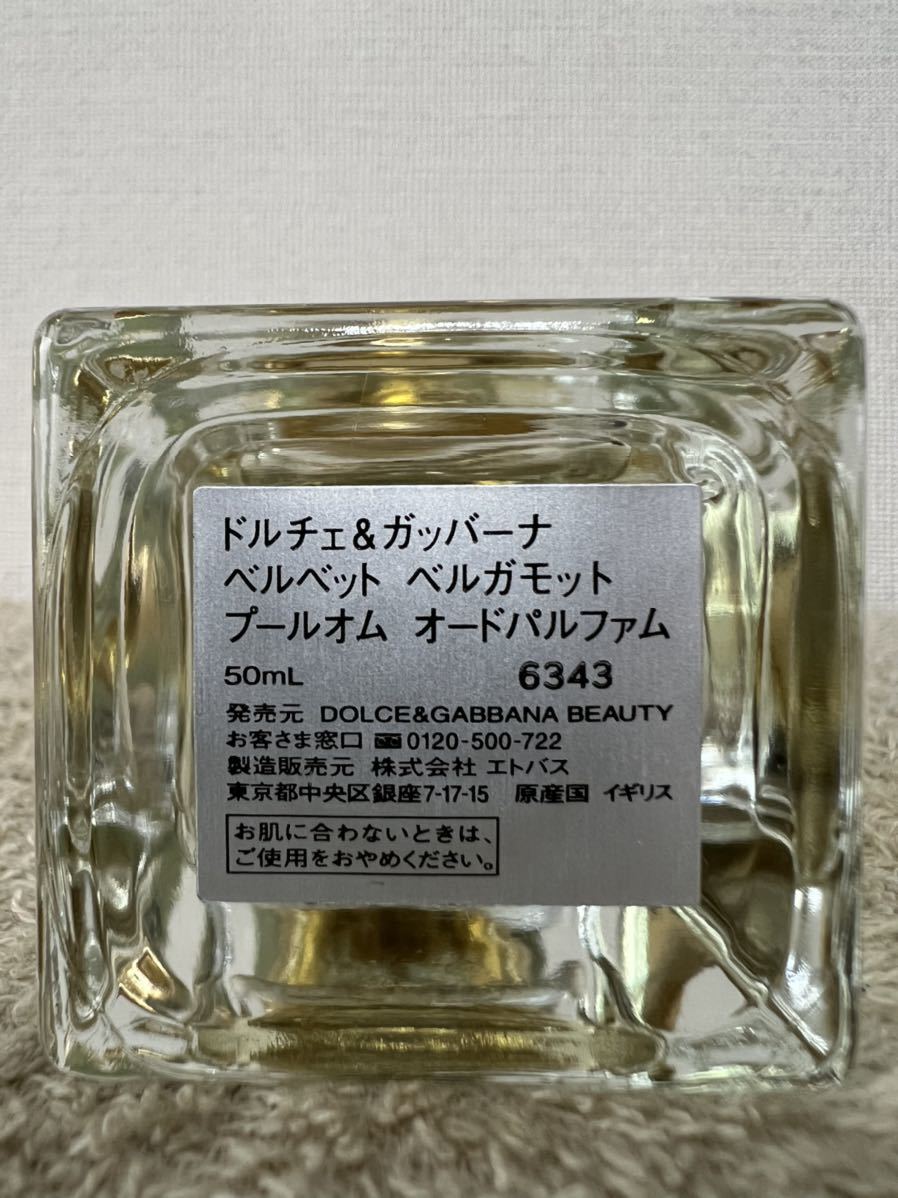 ドルチェ&ガッバーナ
ベルベット ベルガモット
プールオム オードパルファム
50mL 6343
発売元 DOLCE&GABBANA BEAUTY
お客さま窓口 0120-500-722
製造販売元 株式会社 エトバス
東京都中央区銀座7-17-15 原産国 イギリス
お肌に合わないときは、
ご使用をおやめください。